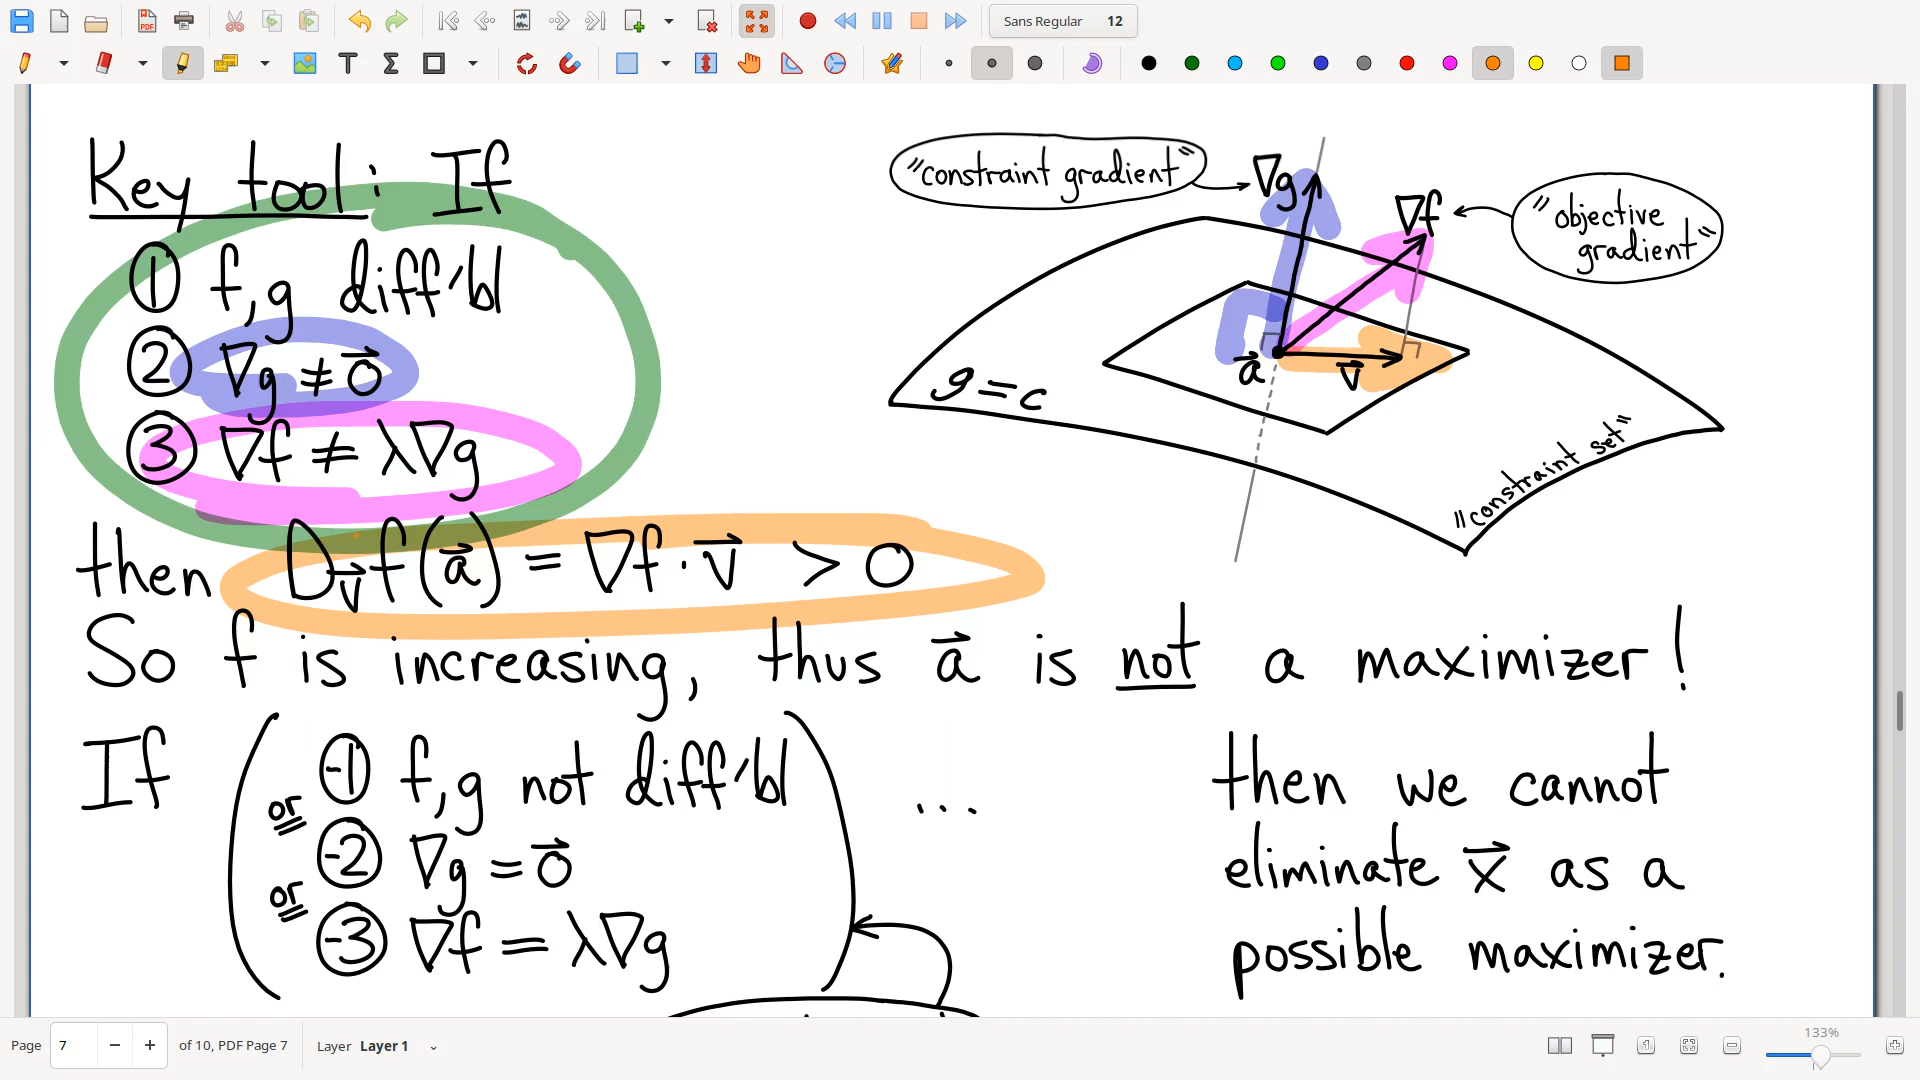 Sans Regular 12
Key tool: If
① f, g diff'bl
② ∇g ≠ 0⃗
③ ∇f ≠ λ∇g
then D_v⃗ f(a⃗) = ∇f · v⃗ > 0
"constraint gradient"
∇g
∇f
"objective
gradient"
a⃗
v⃗
g = c
"constraint set"
So f is increasing, thus a⃗ is not a maximizer!
If
(-1) f, g not diff'bl ...
or
(-2) ∇g = 0⃗
or
(-3) ∇f = λ∇g
then we cannot
eliminate x⃗ as a
possible maximizer.
Page 7 − + of 10, PDF Page 7 Layer Layer 1
133%